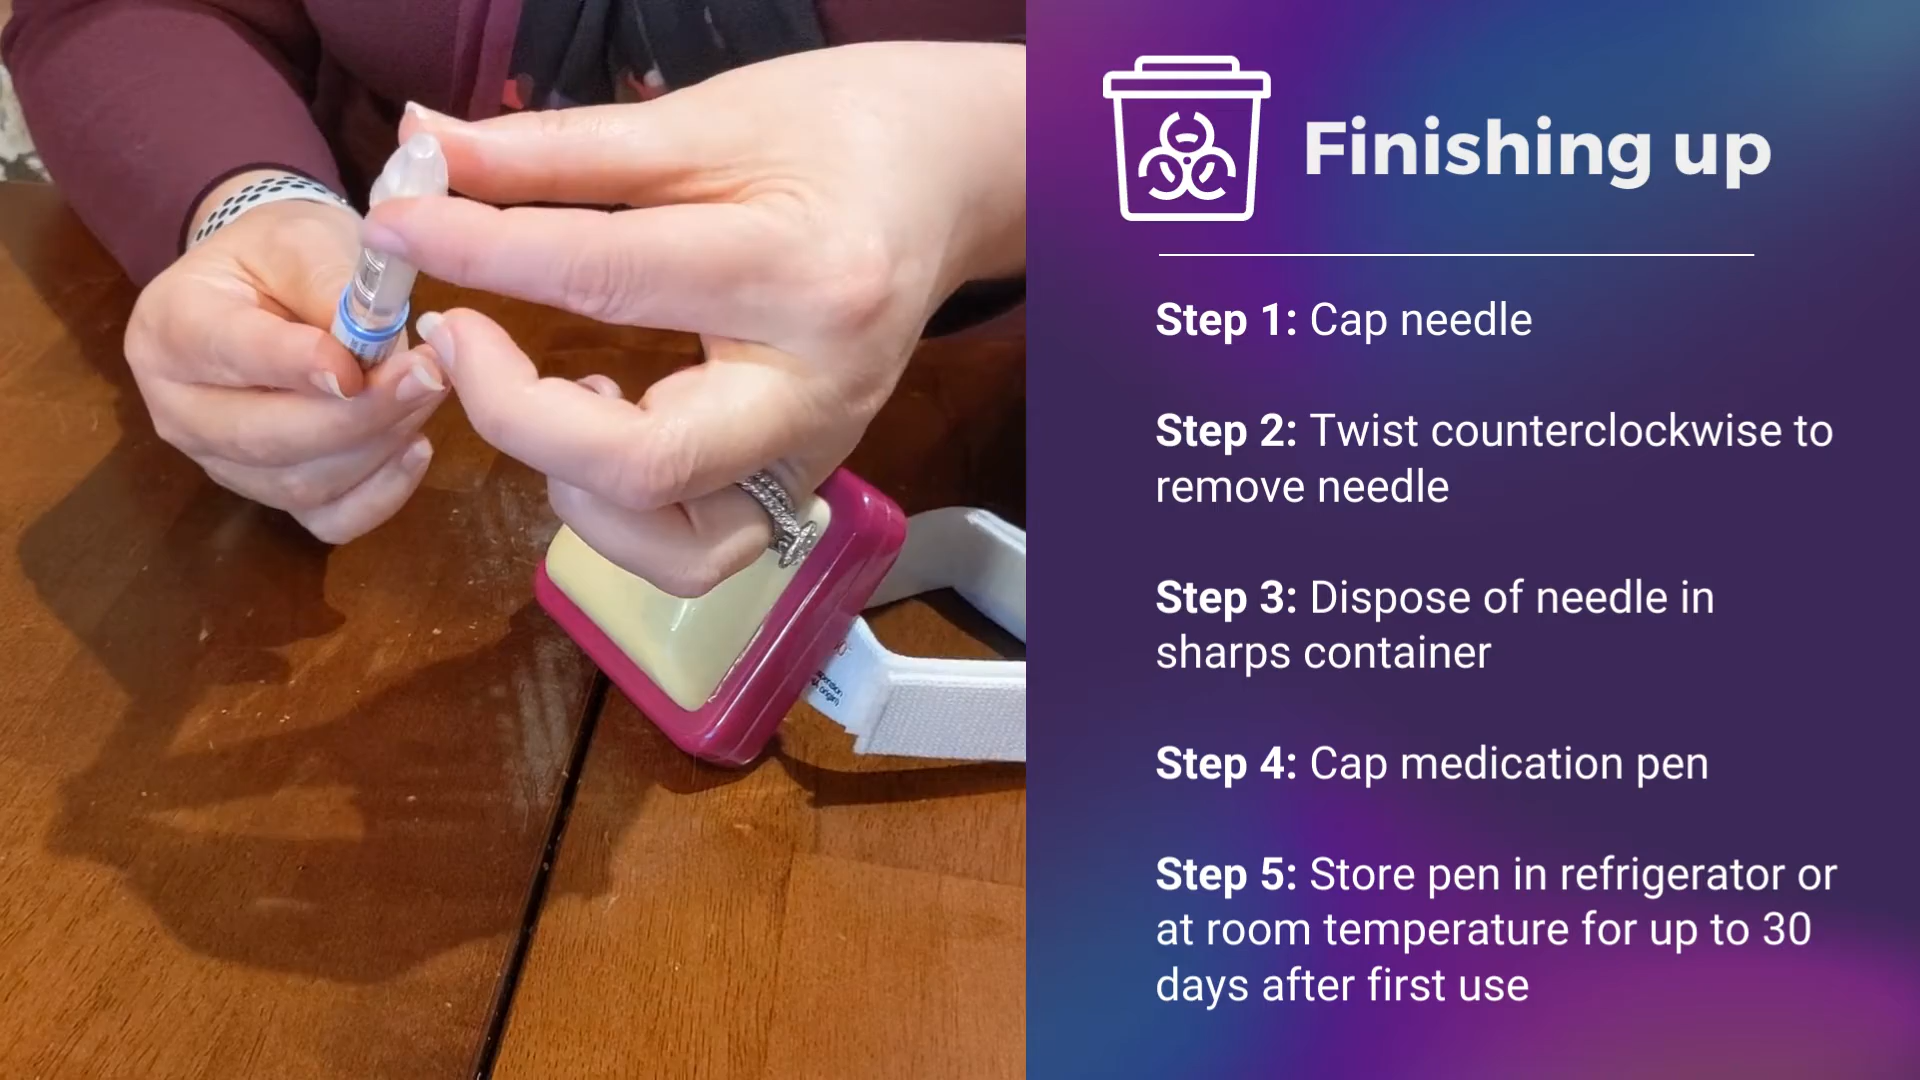 Finishing up
Step 1: Cap needle
Step 2: Twist counterclockwise to
remove needle
Step 3: Dispose of needle in
sharps container
Step 4: Cap medication pen
Step 5: Store pen in refrigerator or
at room temperature for up to 30
days after first use